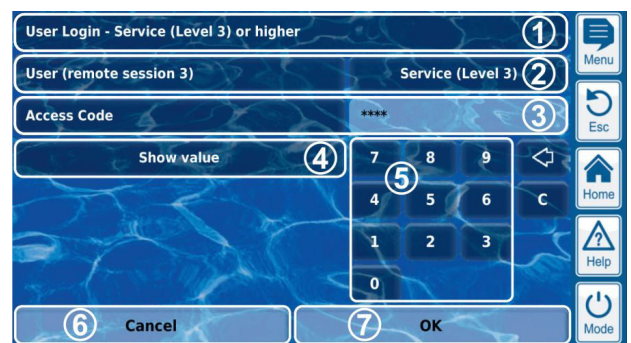 User Login - Service (Level 3) or higher 1
Menu
User (remote session 3) Service (Level 3) 2
Access Code **** 3
Esc
Show value 4
7 8 9
5
Home
4 5 6 C
1 2 3
Help
0
6 Cancel 7 OK
Mode